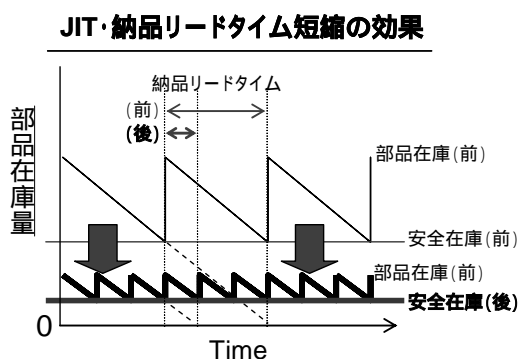 JIT・納品リードタイム短縮の効果
納品リードタイム
(前)
(後)
部品在庫量
部品在庫(前)
安全在庫(前)
部品在庫(前)
安全在庫(後)
0
Time